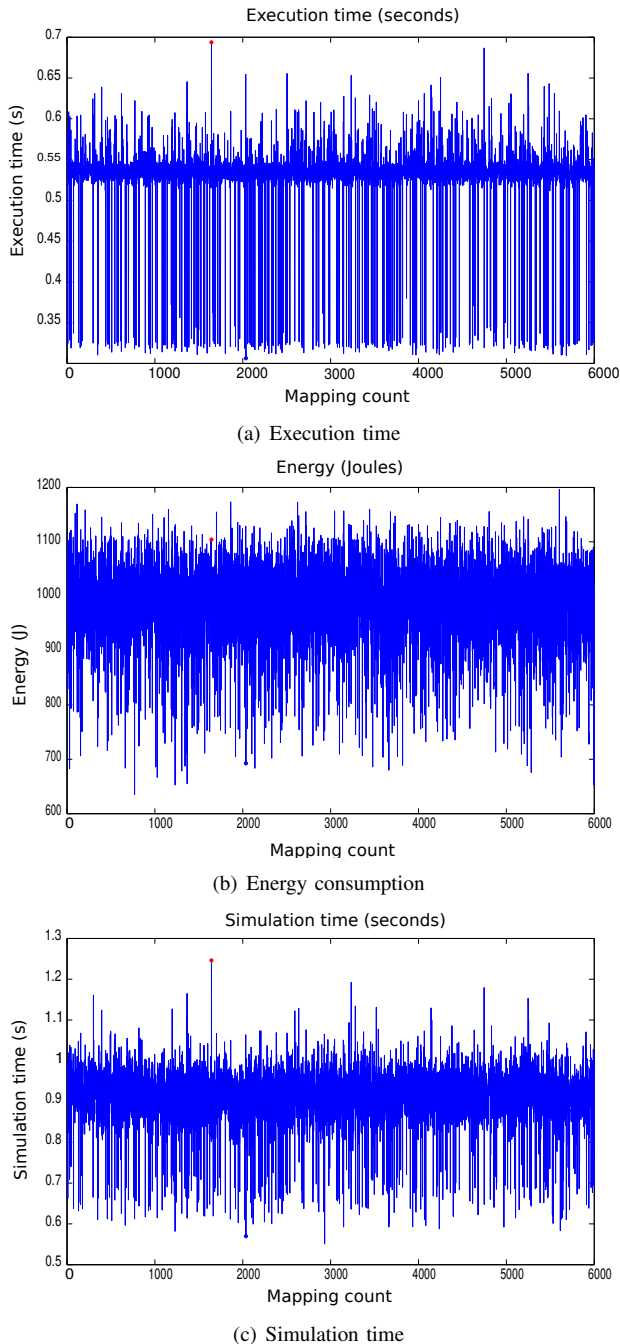 Execution time (seconds)
0.7
0.65
0.6
0.55
0.5
0.45
0.4
0.35
Execution time (s)
0 1000 2000 3000 4000 5000 6000
Mapping count
(a) Execution time
Energy (Joules)
1200
1100
1000
900
800
700
600
Energy (J)
0 1000 2000 3000 4000 5000 6000
Mapping count
(b) Energy consumption
Simulation time (seconds)
1.3
1.2
1.1
1
0.9
0.8
0.7
0.6
0.5
Simulation time (s)
0 1000 2000 3000 4000 5000 6000
Mapping count
(c) Simulation time